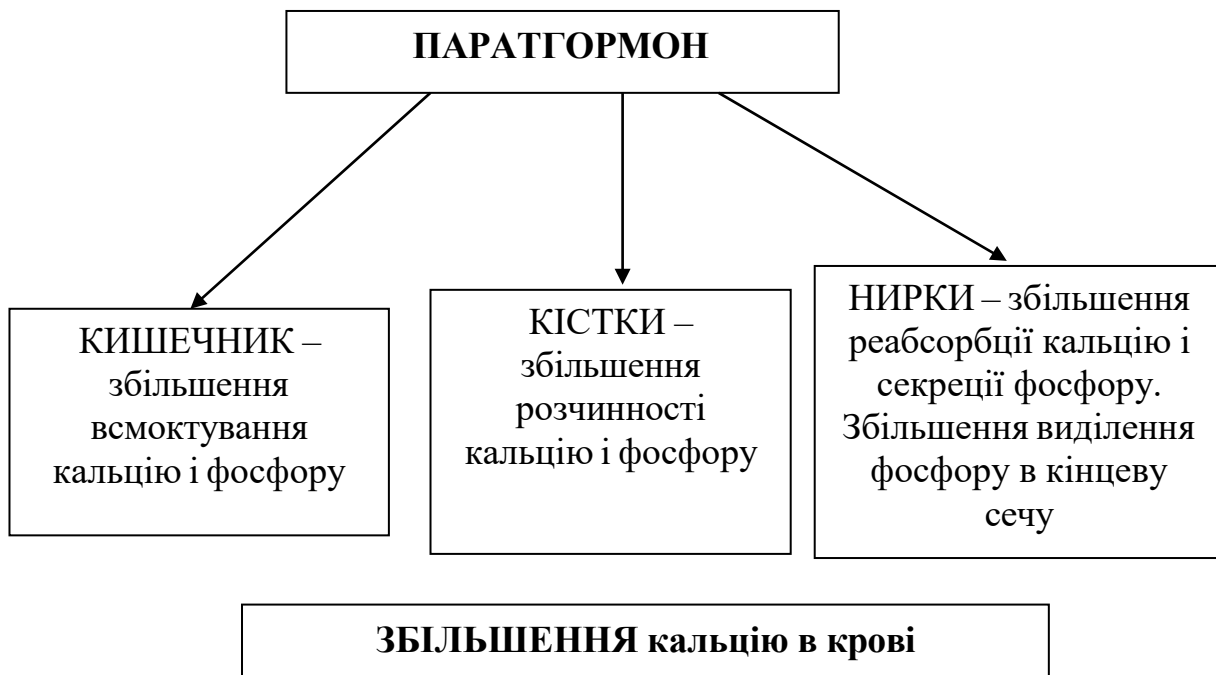 ПАРАТГОРМОН
КИШЕЧНИК –
збільшення
всмоктування
кальцію і фосфору
КІСТКИ –
збільшення
розчинності
кальцію і фосфору
НИРКИ – збільшення
реабсорбції кальцію і
секреції фосфору.
Збільшення виділення
фосфору в кінцеву
сечу
ЗБІЛЬШЕННЯ кальцію в крові